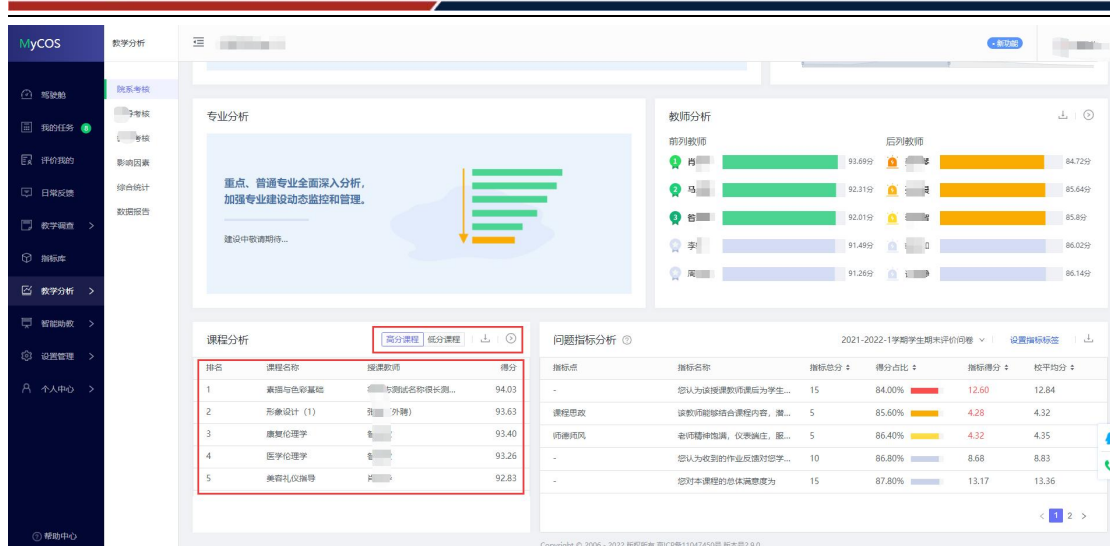 MyCOS
教学分析
• 新功能
驾驶舱
我的任务 8
评价我的
日常反馈
教学调查
指标库
教学分析
智能助教
设置管理
个人中心
帮助中心
院系考核
考核
考核
影响因素
综合统计
数据报告
专业分析
重点、普通专业全面深入分析，
加强专业建设动态监控和管理。
建设中敬请期待...
教师分析
前列教师 后列教师
1 肖 93.69分 84.72分
2 马 92.31分 85.64分
3 92.01分 85.8分
李 91.49分 86.02分
周 91.26分 86.14分
课程分析 高分课程 低分课程
排名 课程名称 授课教师 得分
1 素描与色彩基础 测试名称很长测... 94.03
2 形象设计（1） 张 外聘） 93.63
3 康复伦理学 93.40
4 医学伦理学 93.26
5 美容礼仪指导 92.83
问题指标分析 2021-2022-1学期学生期末评价问卷 设置指标标签
指标点 指标名称 指标总分 得分占比 指标得分 校平均分
- 您认为该授课教师课后为学生... 15 84.00% 12.60 12.84
课程思政 该教师能够结合课程内容，潜... 5 85.60% 4.28 4.32
师德师风 老师精神饱满，仪表端庄，服... 5 86.40% 4.32 4.35
- 您认为收到的作业反馈对您学... 10 86.80% 8.68 8.83
- 您对本课程的总体满意度为 15 87.80% 13.17 13.36
< 1 2 >